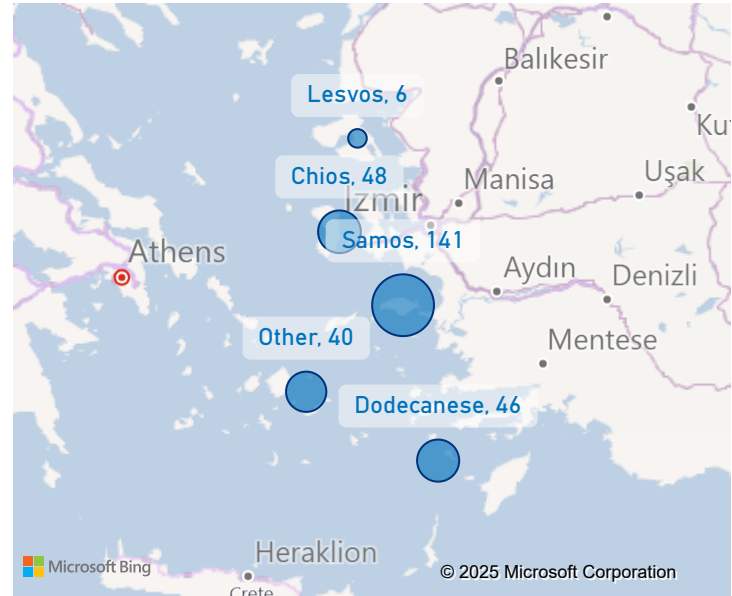 Balıkesir
Lesvos, 6
Ku
Chios, 48
Uşak
Manisa
İzmir
Samos, 141
Athens
Aydın
Denizli
Other, 40
Mentese
Dodecanese, 46
Heraklion
Microsoft Bing
© 2025 Microsoft Corporation
Crete